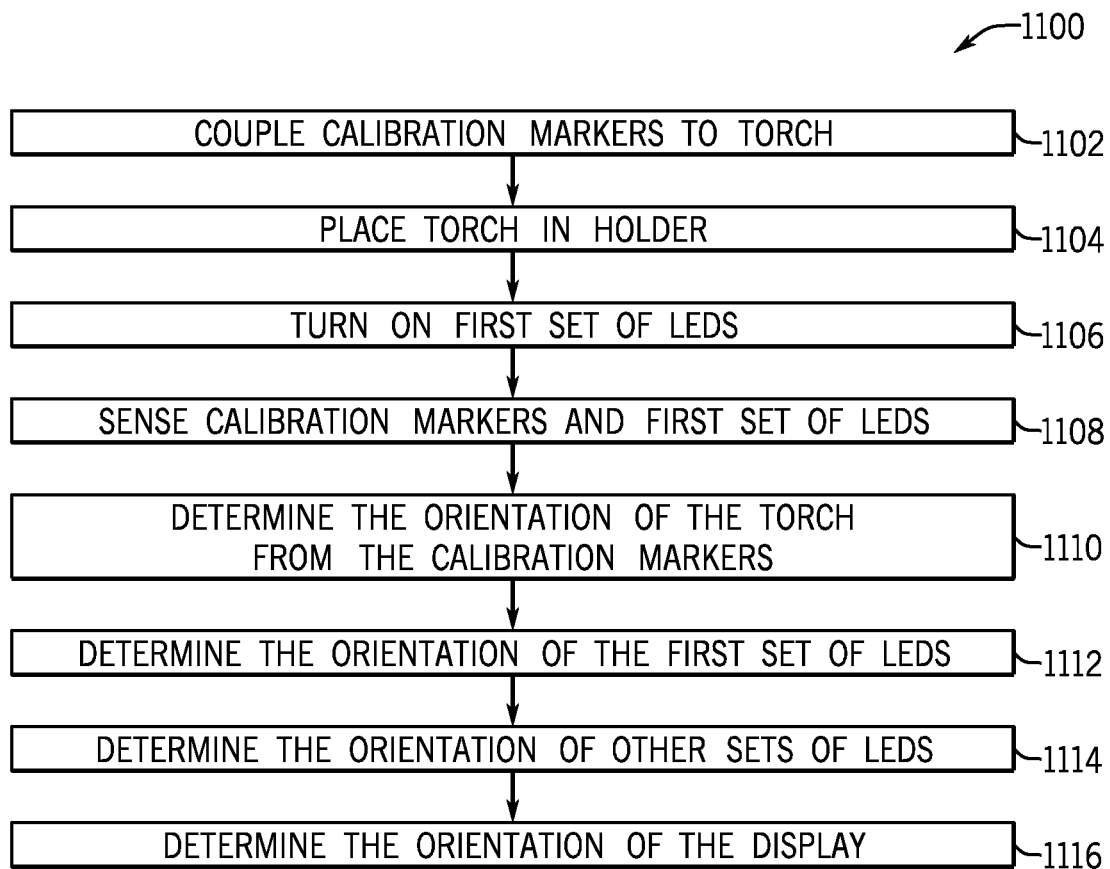 1100
COUPLE CALIBRATION MARKERS TO TORCH
1102
PLACE TORCH IN HOLDER
1104
TURN ON FIRST SET OF LEDS
1106
SENSE CALIBRATION MARKERS AND FIRST SET OF LEDS
1108
DETERMINE THE ORIENTATION OF THE TORCH
FROM THE CALIBRATION MARKERS
1110
DETERMINE THE ORIENTATION OF THE FIRST SET OF LEDS
1112
DETERMINE THE ORIENTATION OF OTHER SETS OF LEDS
1114
DETERMINE THE ORIENTATION OF THE DISPLAY
1116